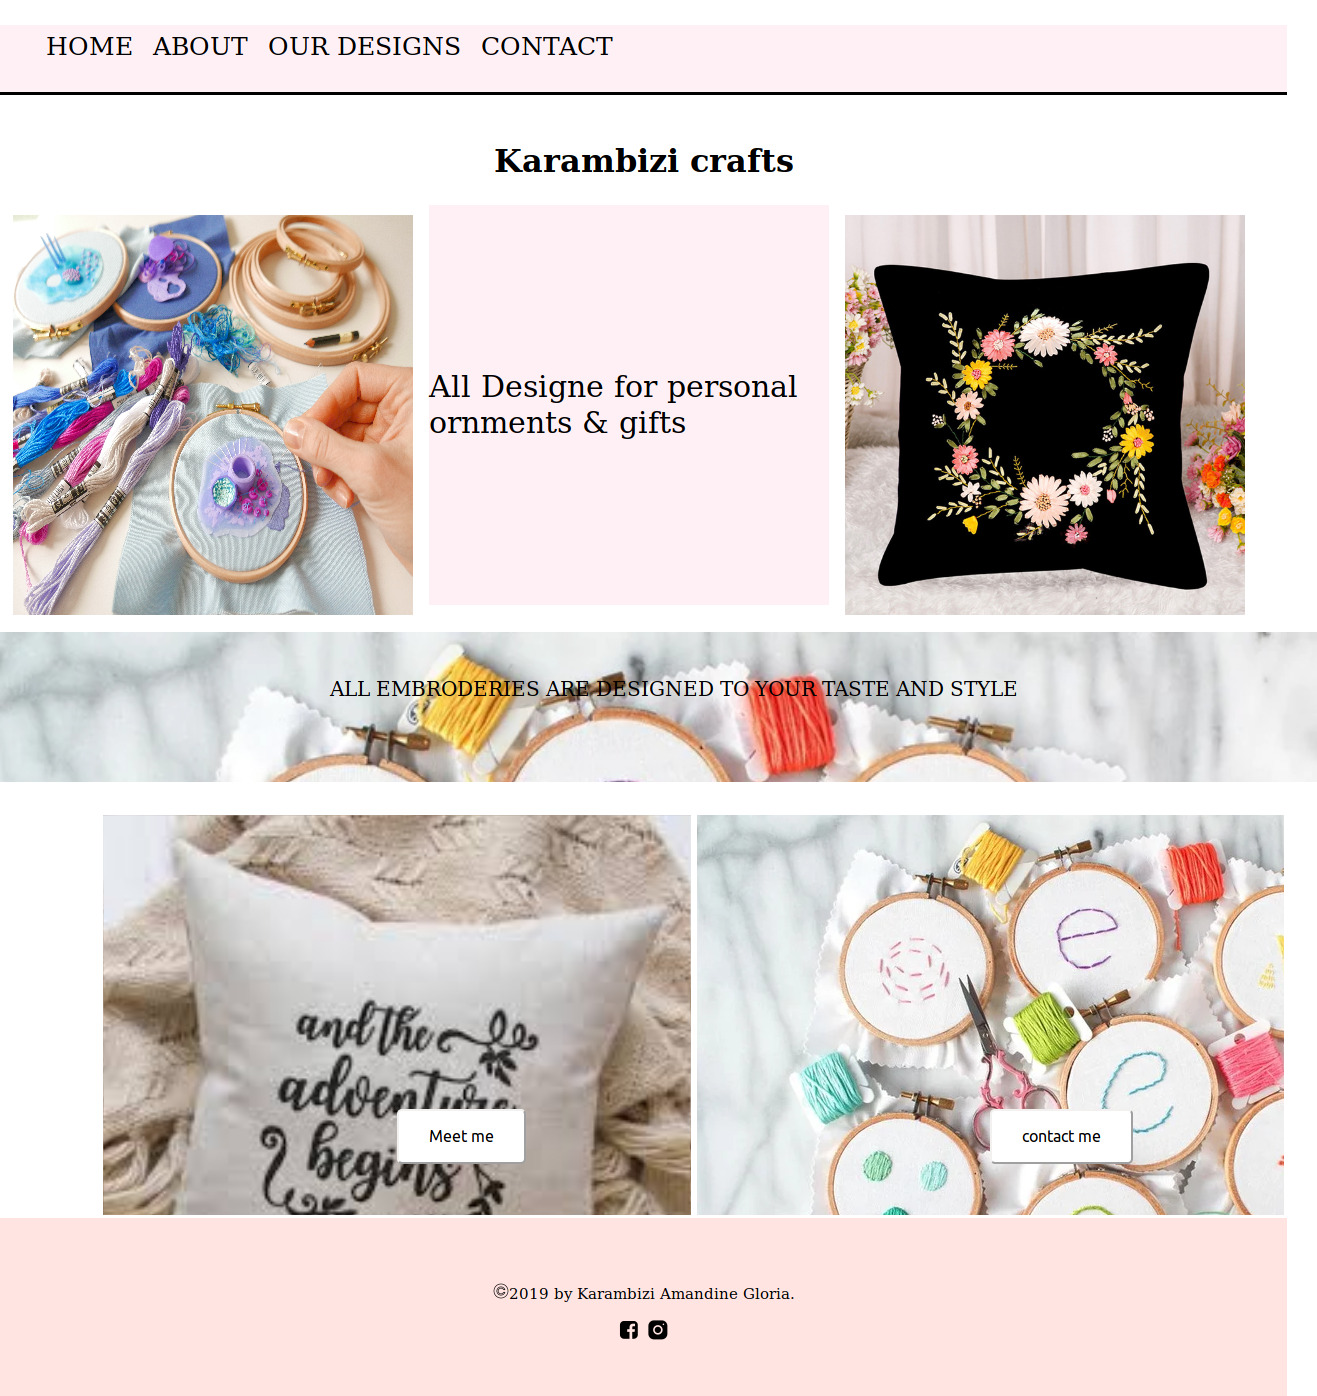 HOME ABOUT OUR DESIGNS CONTACT
Karambizi crafts
All Designe for personal
ornments & gifts
ALL EMBRODERIES ARE DESIGNED TO YOUR TASTE AND STYLE
and the
adventure
begins
Meet me
e
contact me
e
©2019 by Karambizi Amandine Gloria.